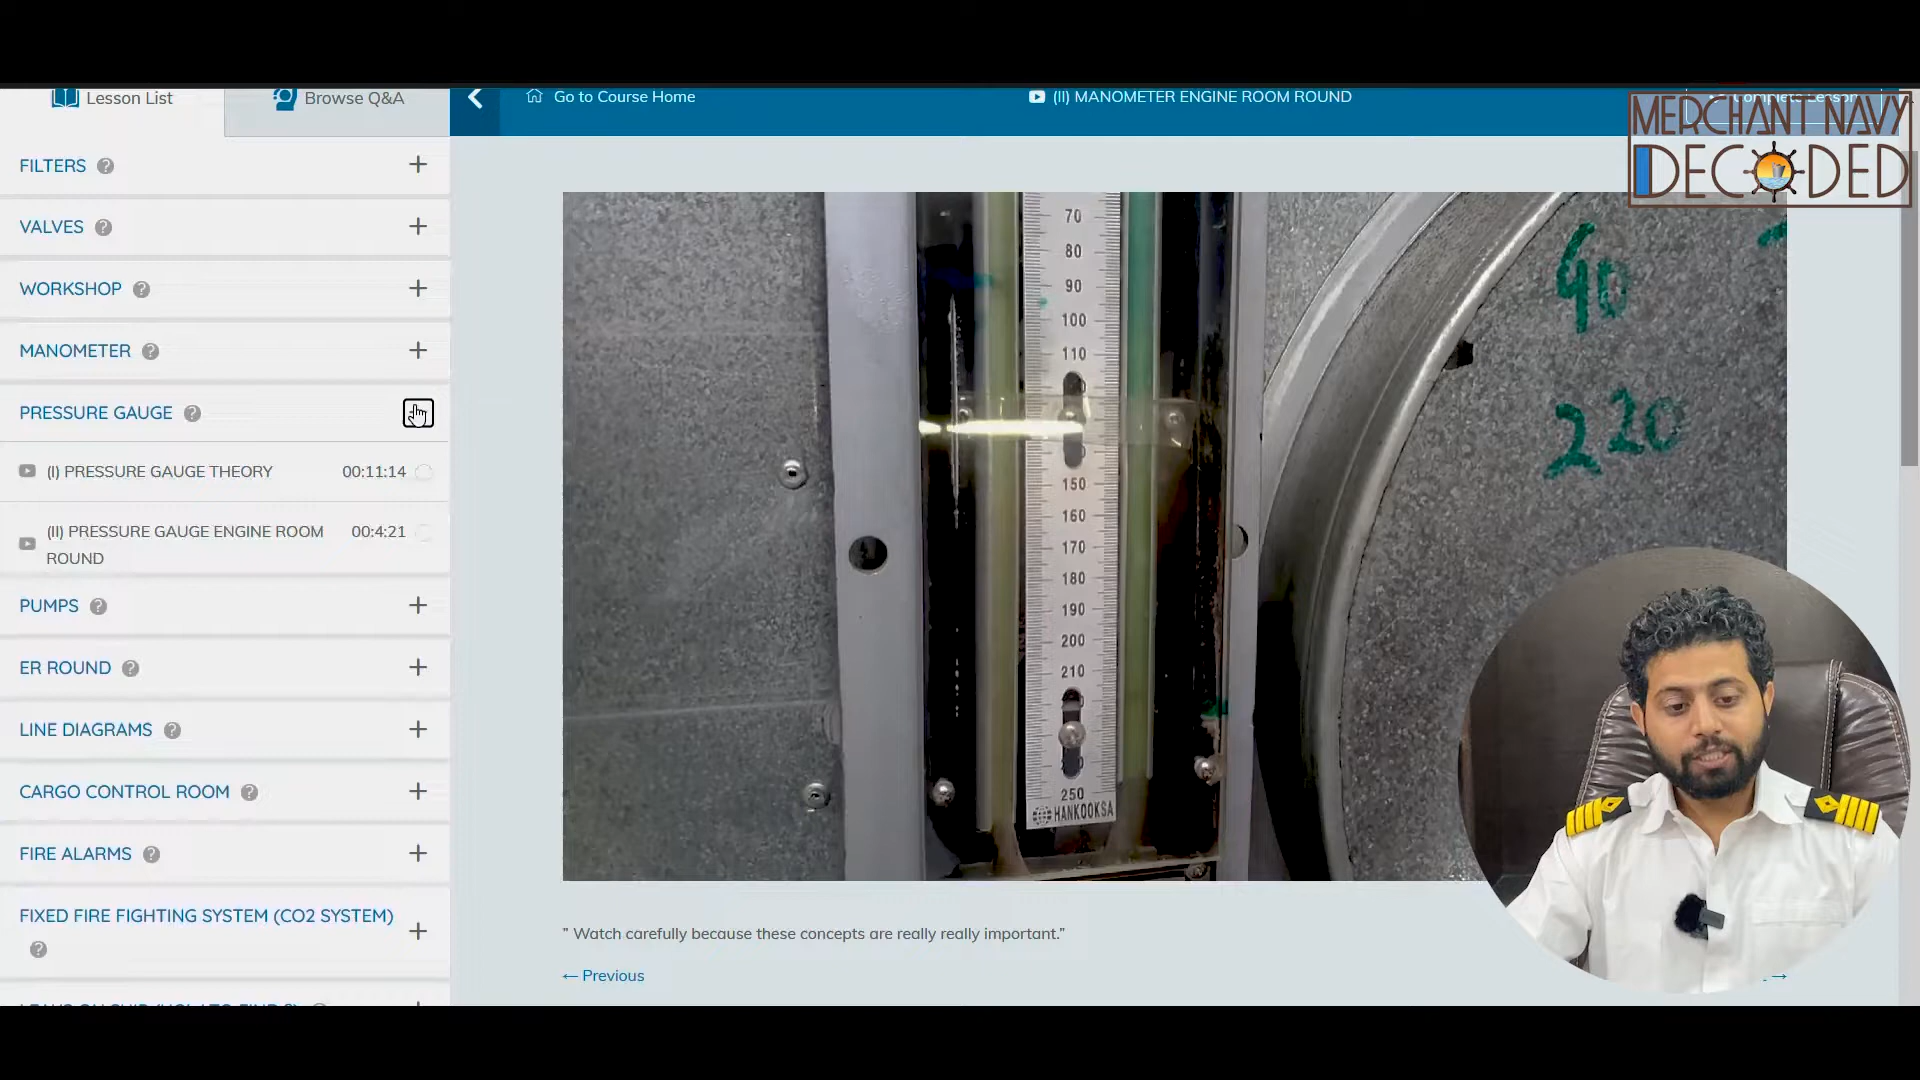 Lesson List
Browse Q&A
Go to Course Home
(II) MANOMETER ENGINE ROOM ROUND
Complete Lesson
MERCHANT NAVY
DECODED
FILTERS
VALVES
WORKSHOP
MANOMETER
PRESSURE GAUGE
(I) PRESSURE GAUGE THEORY 00:11:14
(II) PRESSURE GAUGE ENGINE ROOM 00:4:21
ROUND
PUMPS
ER ROUND
LINE DIAGRAMS
CARGO CONTROL ROOM
FIRE ALARMS
FIXED FIRE FIGHTING SYSTEM (CO2 SYSTEM)
70
80
90
100
110
150
160
170
180
190
200
210
250
HANKOOKSA
90
220
" Watch carefully because these concepts are really really important."
← Previous
→